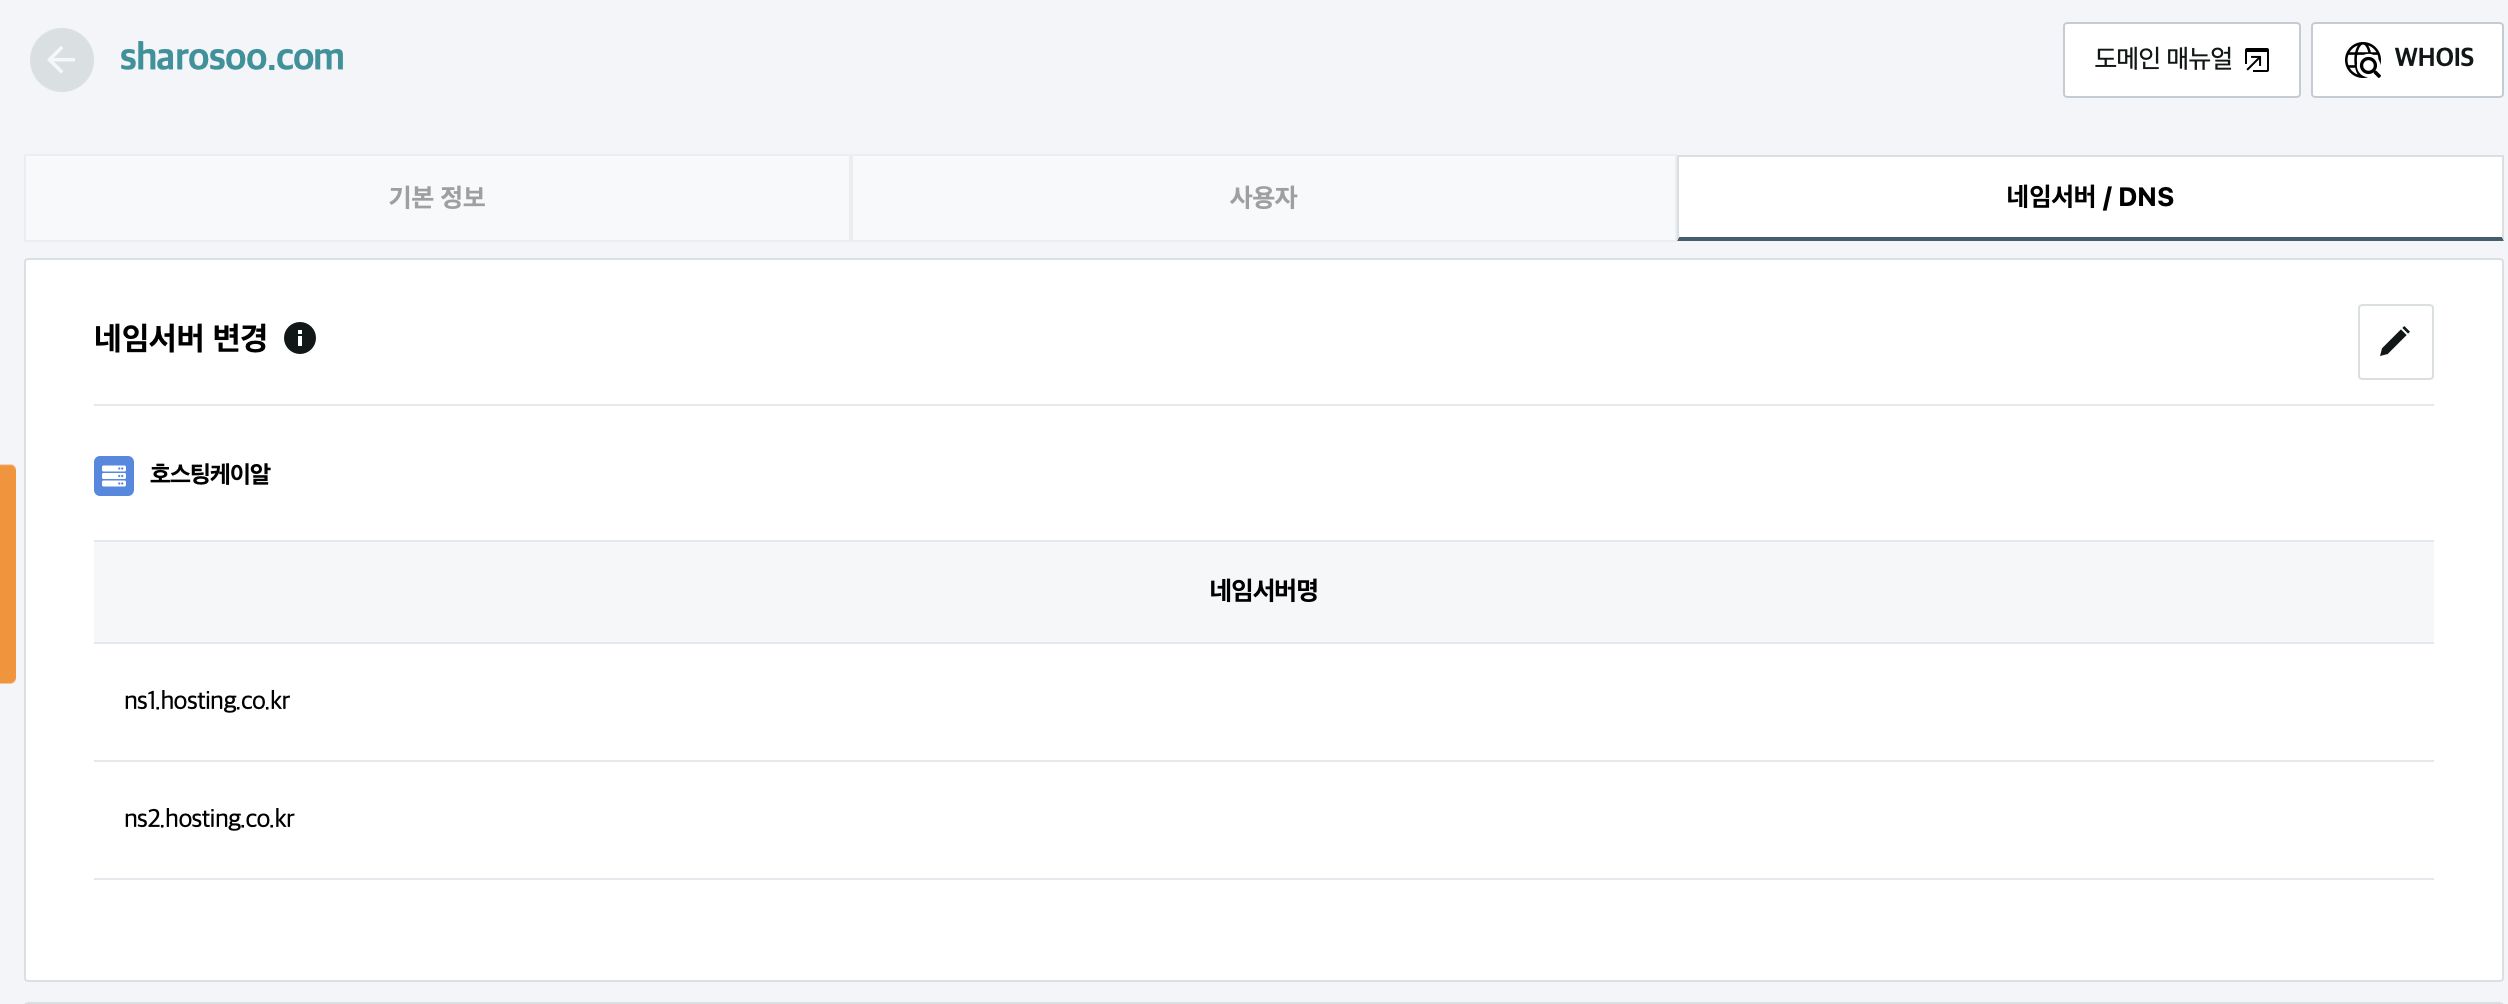 sharosoo.com
도메인 매뉴얼
WHOIS
기본 정보
사용자
네임서버 / DNS
네임서버 변경
호스팅케이알
네임서버명
ns1.hosting.co.kr
ns2.hosting.co.kr